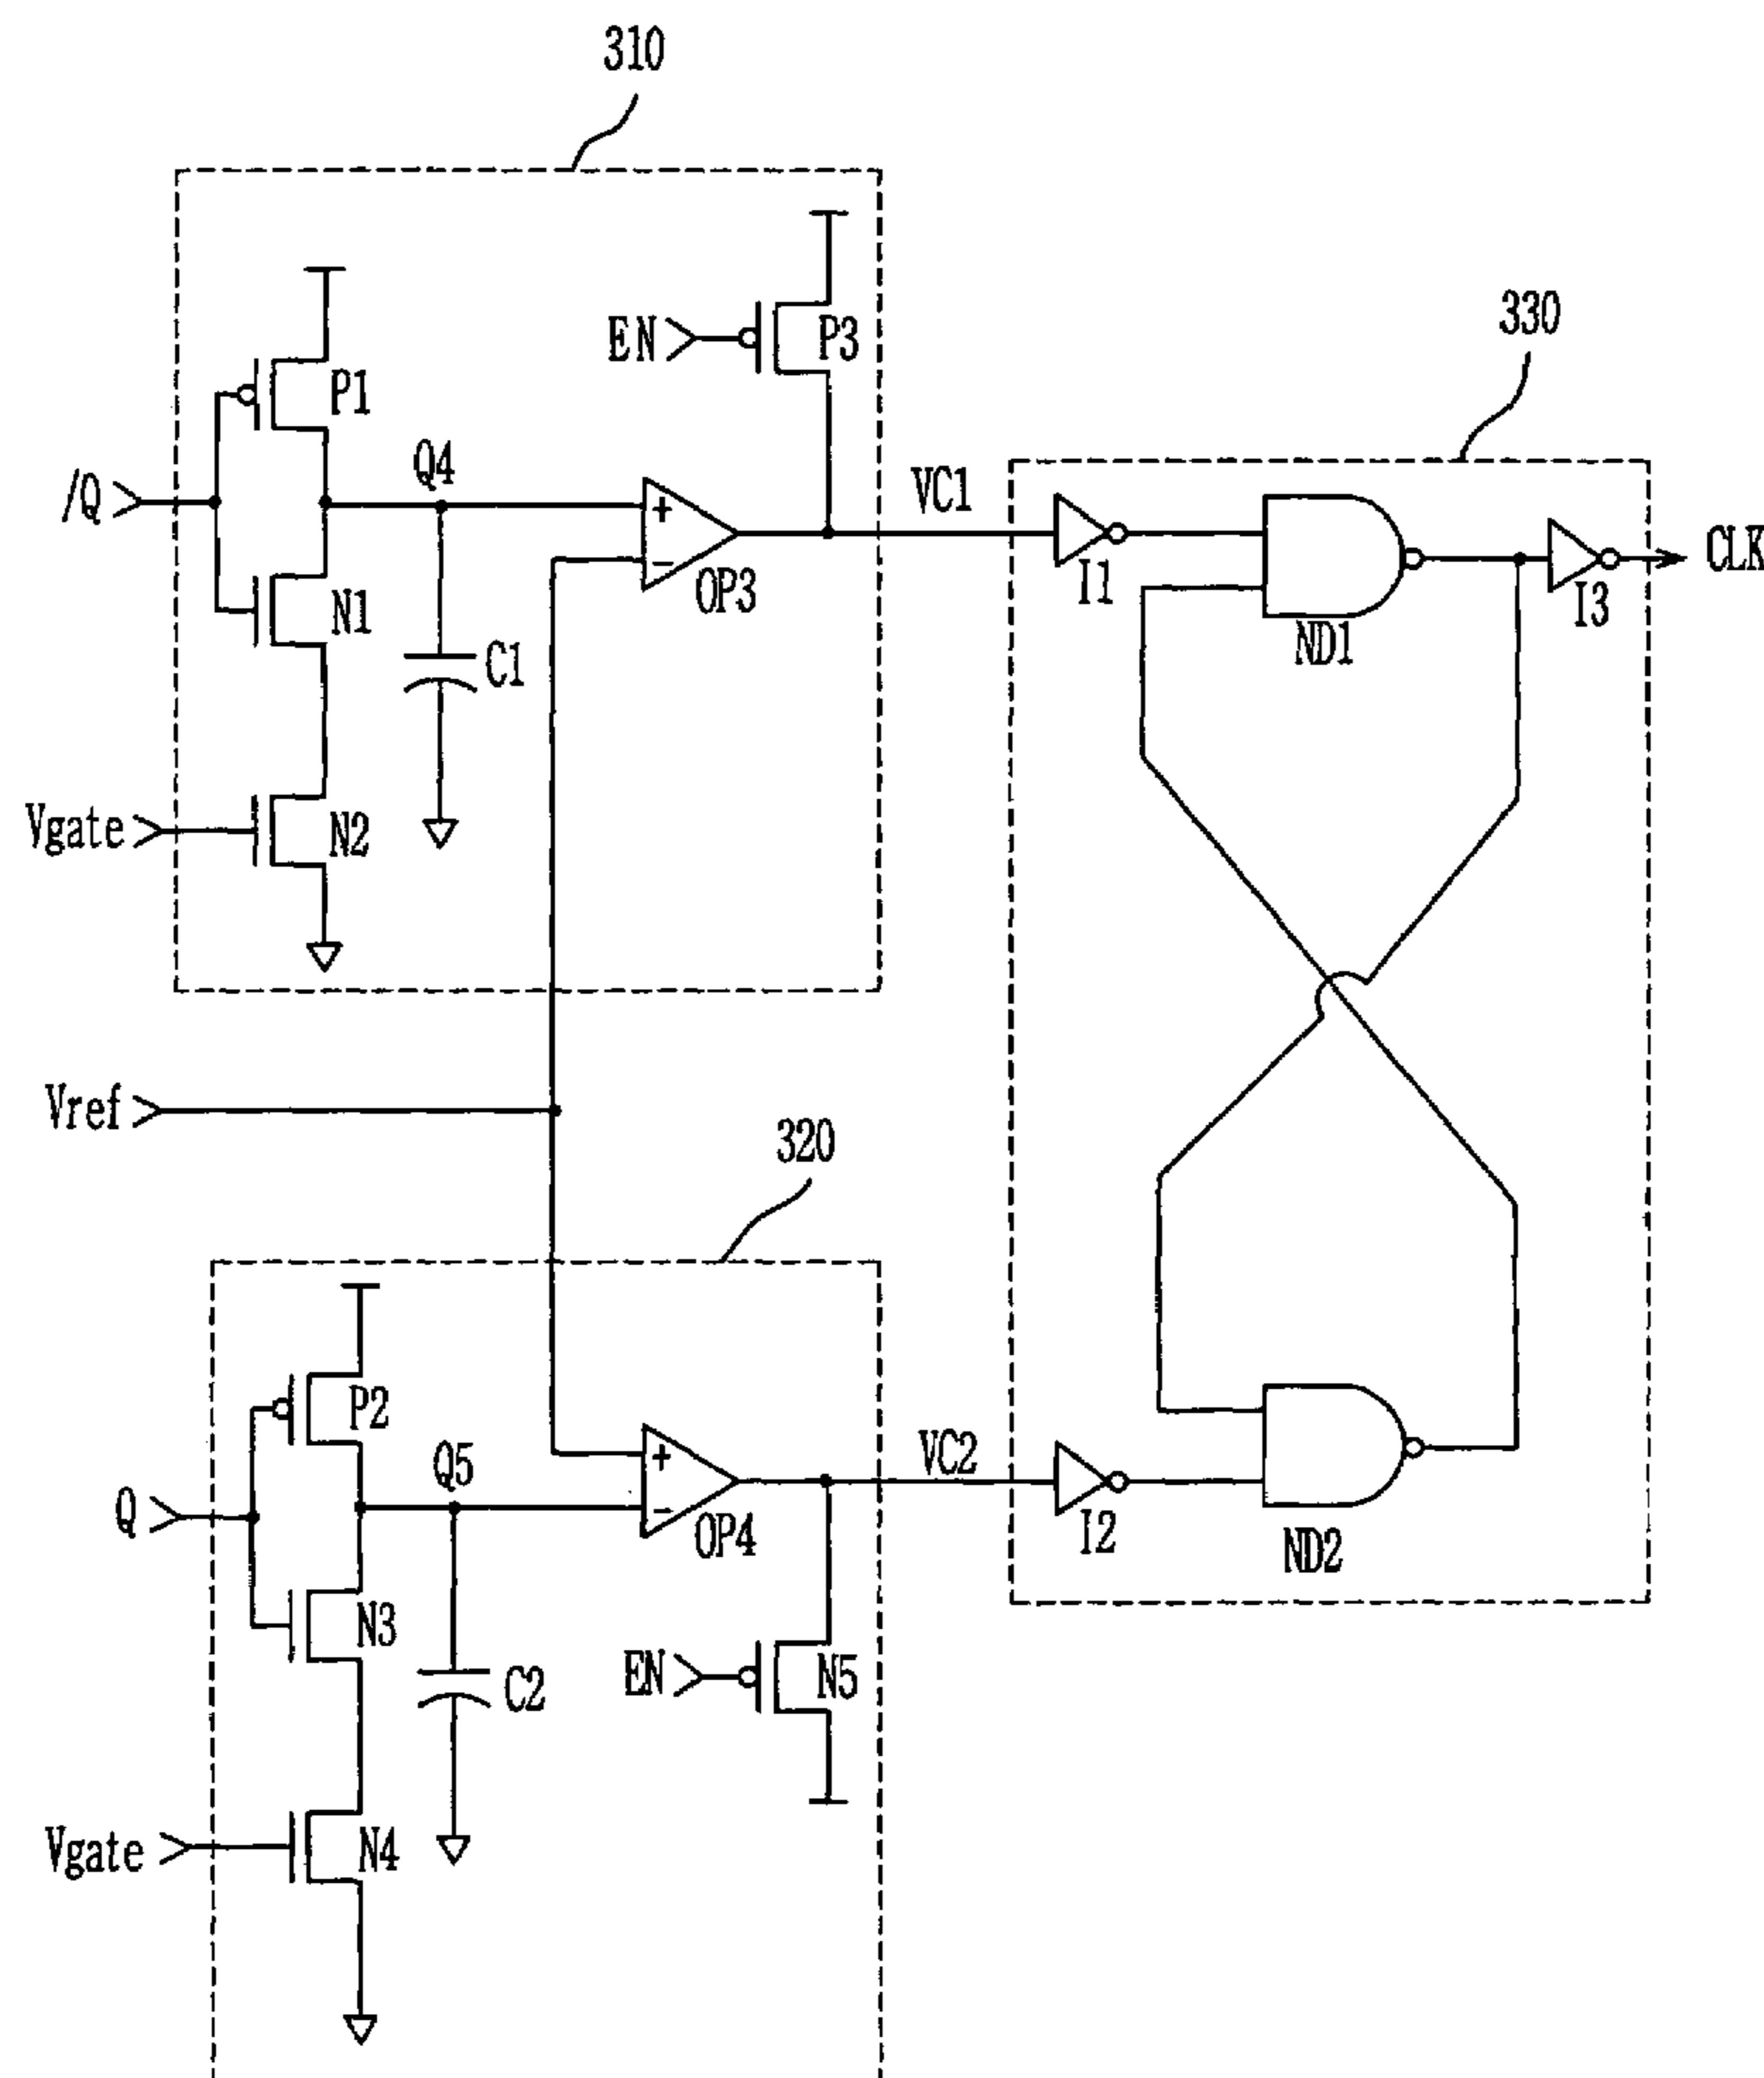 310
330
P1
EN
P3
/Q
Q4
+
-
OP3
VC1
I1
ND1
I3
CLK
N1
C1
Vgate
N2
Vref
320
P2
Q
Q5
+
-
OP4
VC2
I2
ND2
N3
C2
EN
N5
Vgate
N4